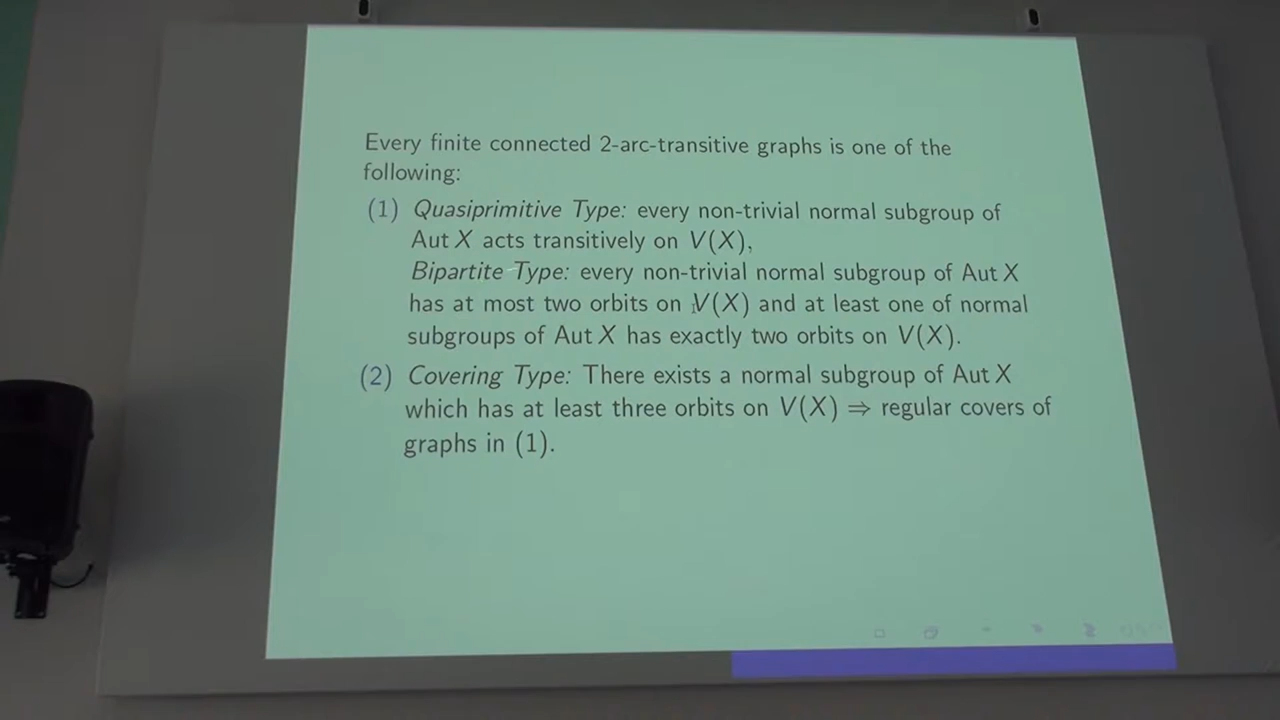 Every finite connected 2-arc-transitive graphs is one of the
following:
(1) Quasiprimitive Type: every non-trivial normal subgroup of
Aut X acts transitively on V(X),
Bipartite Type: every non-trivial normal subgroup of Aut X
has at most two orbits on V(X) and at least one of normal
subgroups of Aut X has exactly two orbits on V(X).
(2) Covering Type: There exists a normal subgroup of Aut X
which has at least three orbits on V(X) ⇒ regular covers of
graphs in (1).